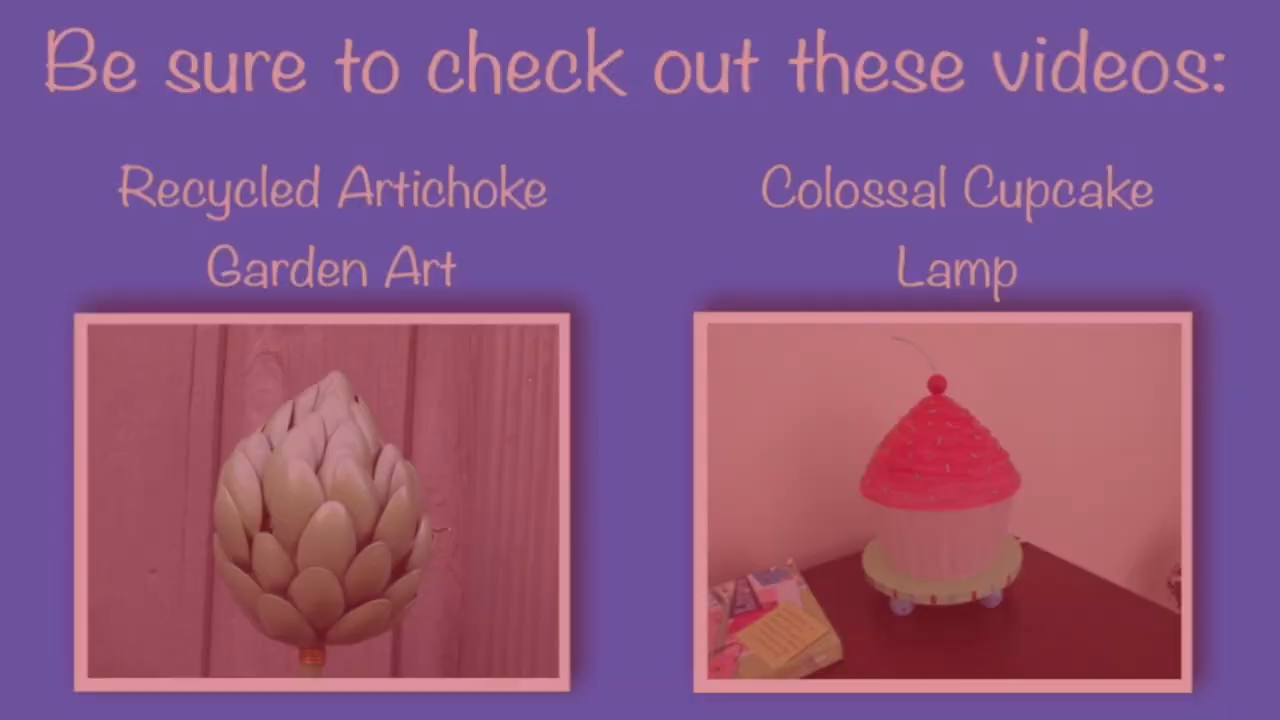 Be sure to check out these videos:
Recycled Artichoke
Garden Art
Colossal Cupcake
Lamp